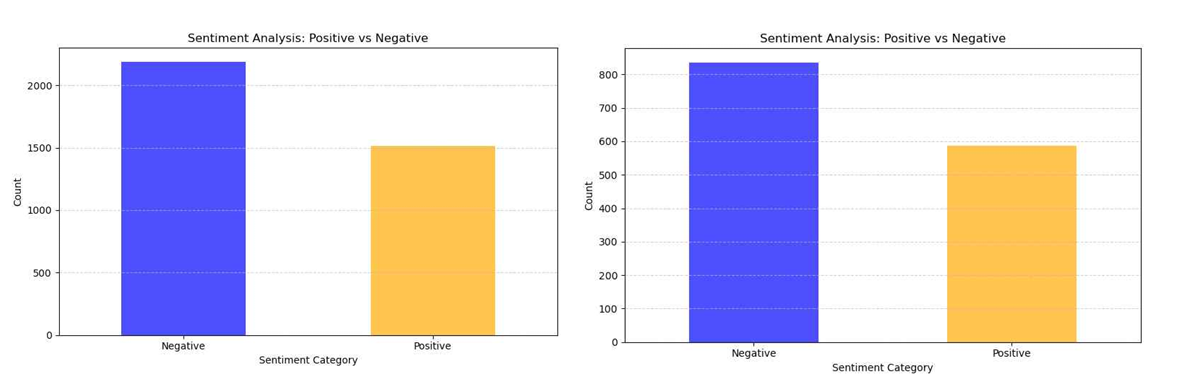 Sentiment Analysis: Positive vs Negative
2000
1500
1000
500
0
Count
Negative
Positive
Sentiment Category
Sentiment Analysis: Positive vs Negative
800
700
600
500
400
300
200
100
0
Count
Negative
Positive
Sentiment Category